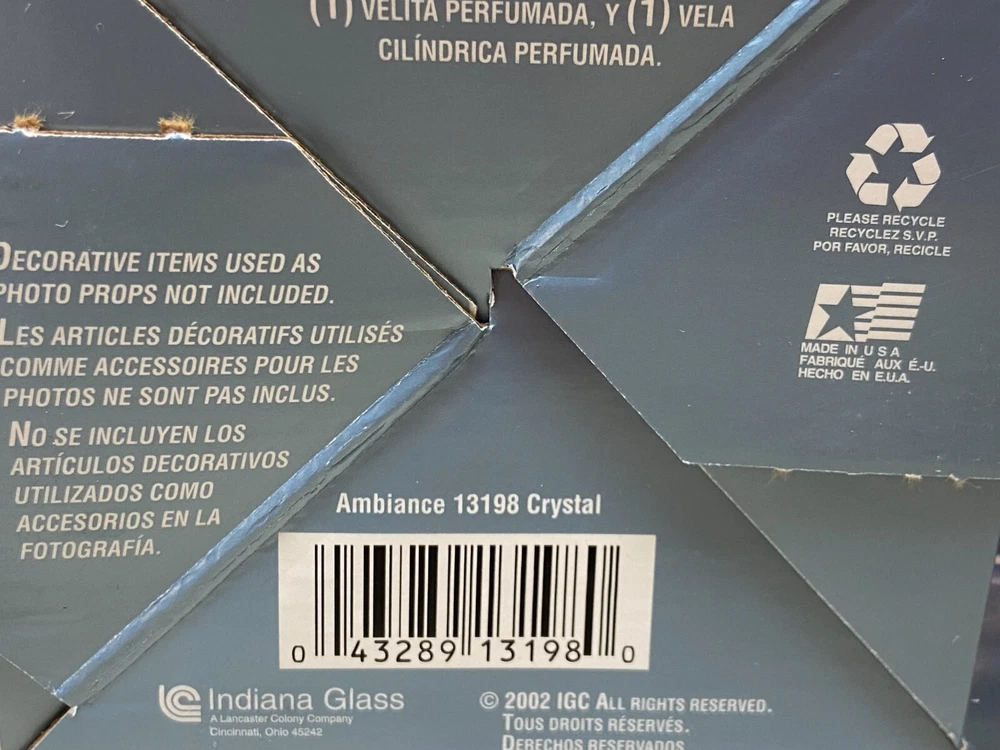 (1) VELITA PERFUMADA, Y (1) VELA
CILÍNDRICA PERFUMADA.
PLEASE RECYCLE
RECYCLEZ S.V.P.
POR FAVOR, RECICLE
MADE IN U S A
FABRIQUÉ AUX É.-U.
HECHO EN E.U.A.
DECORATIVE ITEMS USED AS
PHOTO PROPS NOT INCLUDED.
LES ARTICLES DÉCORATIFS UTILISÉS
COMME ACCESSOIRES POUR LES
PHOTOS NE SONT PAS INCLUS.
NO SE INCLUYEN LOS
ARTÍCULOS DECORATIVOS
UTILIZADOS COMO
ACCESORIOS EN LA
FOTOGRAFÍA.
Ambiance 13198 Crystal
0 43289 13198 0
Indiana Glass
A Lancaster Colony Company
Cincinnati, Ohio 45242
© 2002 IGC ALL RIGHTS RESERVED.
TOUS DROITS RÉSERVÉS.
DERECHOS RESERVADOS.